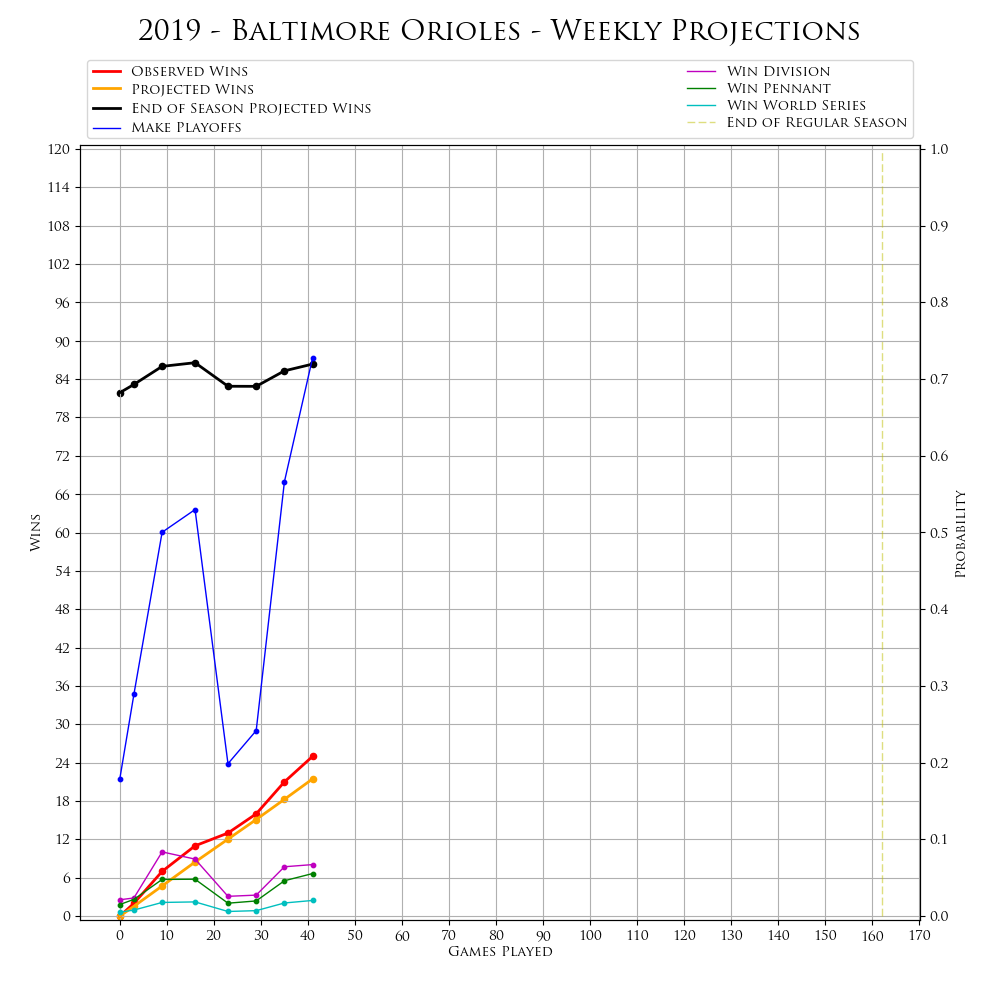 2019 - Baltimore Orioles - Weekly Projections
Observed Wins
Projected Wins
End of Season Projected Wins
Make Playoffs
Win Division
Win Pennant
Win World Series
End of Regular Season
120
114
108
102
96
90
84
78
72
66
60
54
48
42
36
30
24
18
12
6
0
Wins
1.0
0.9
0.8
0.7
0.6
0.5
0.4
0.3
0.2
0.1
0.0
Probability
0 10 20 30 40 50 60 70 80 90 100 110 120 130 140 150 160 170
Games Played